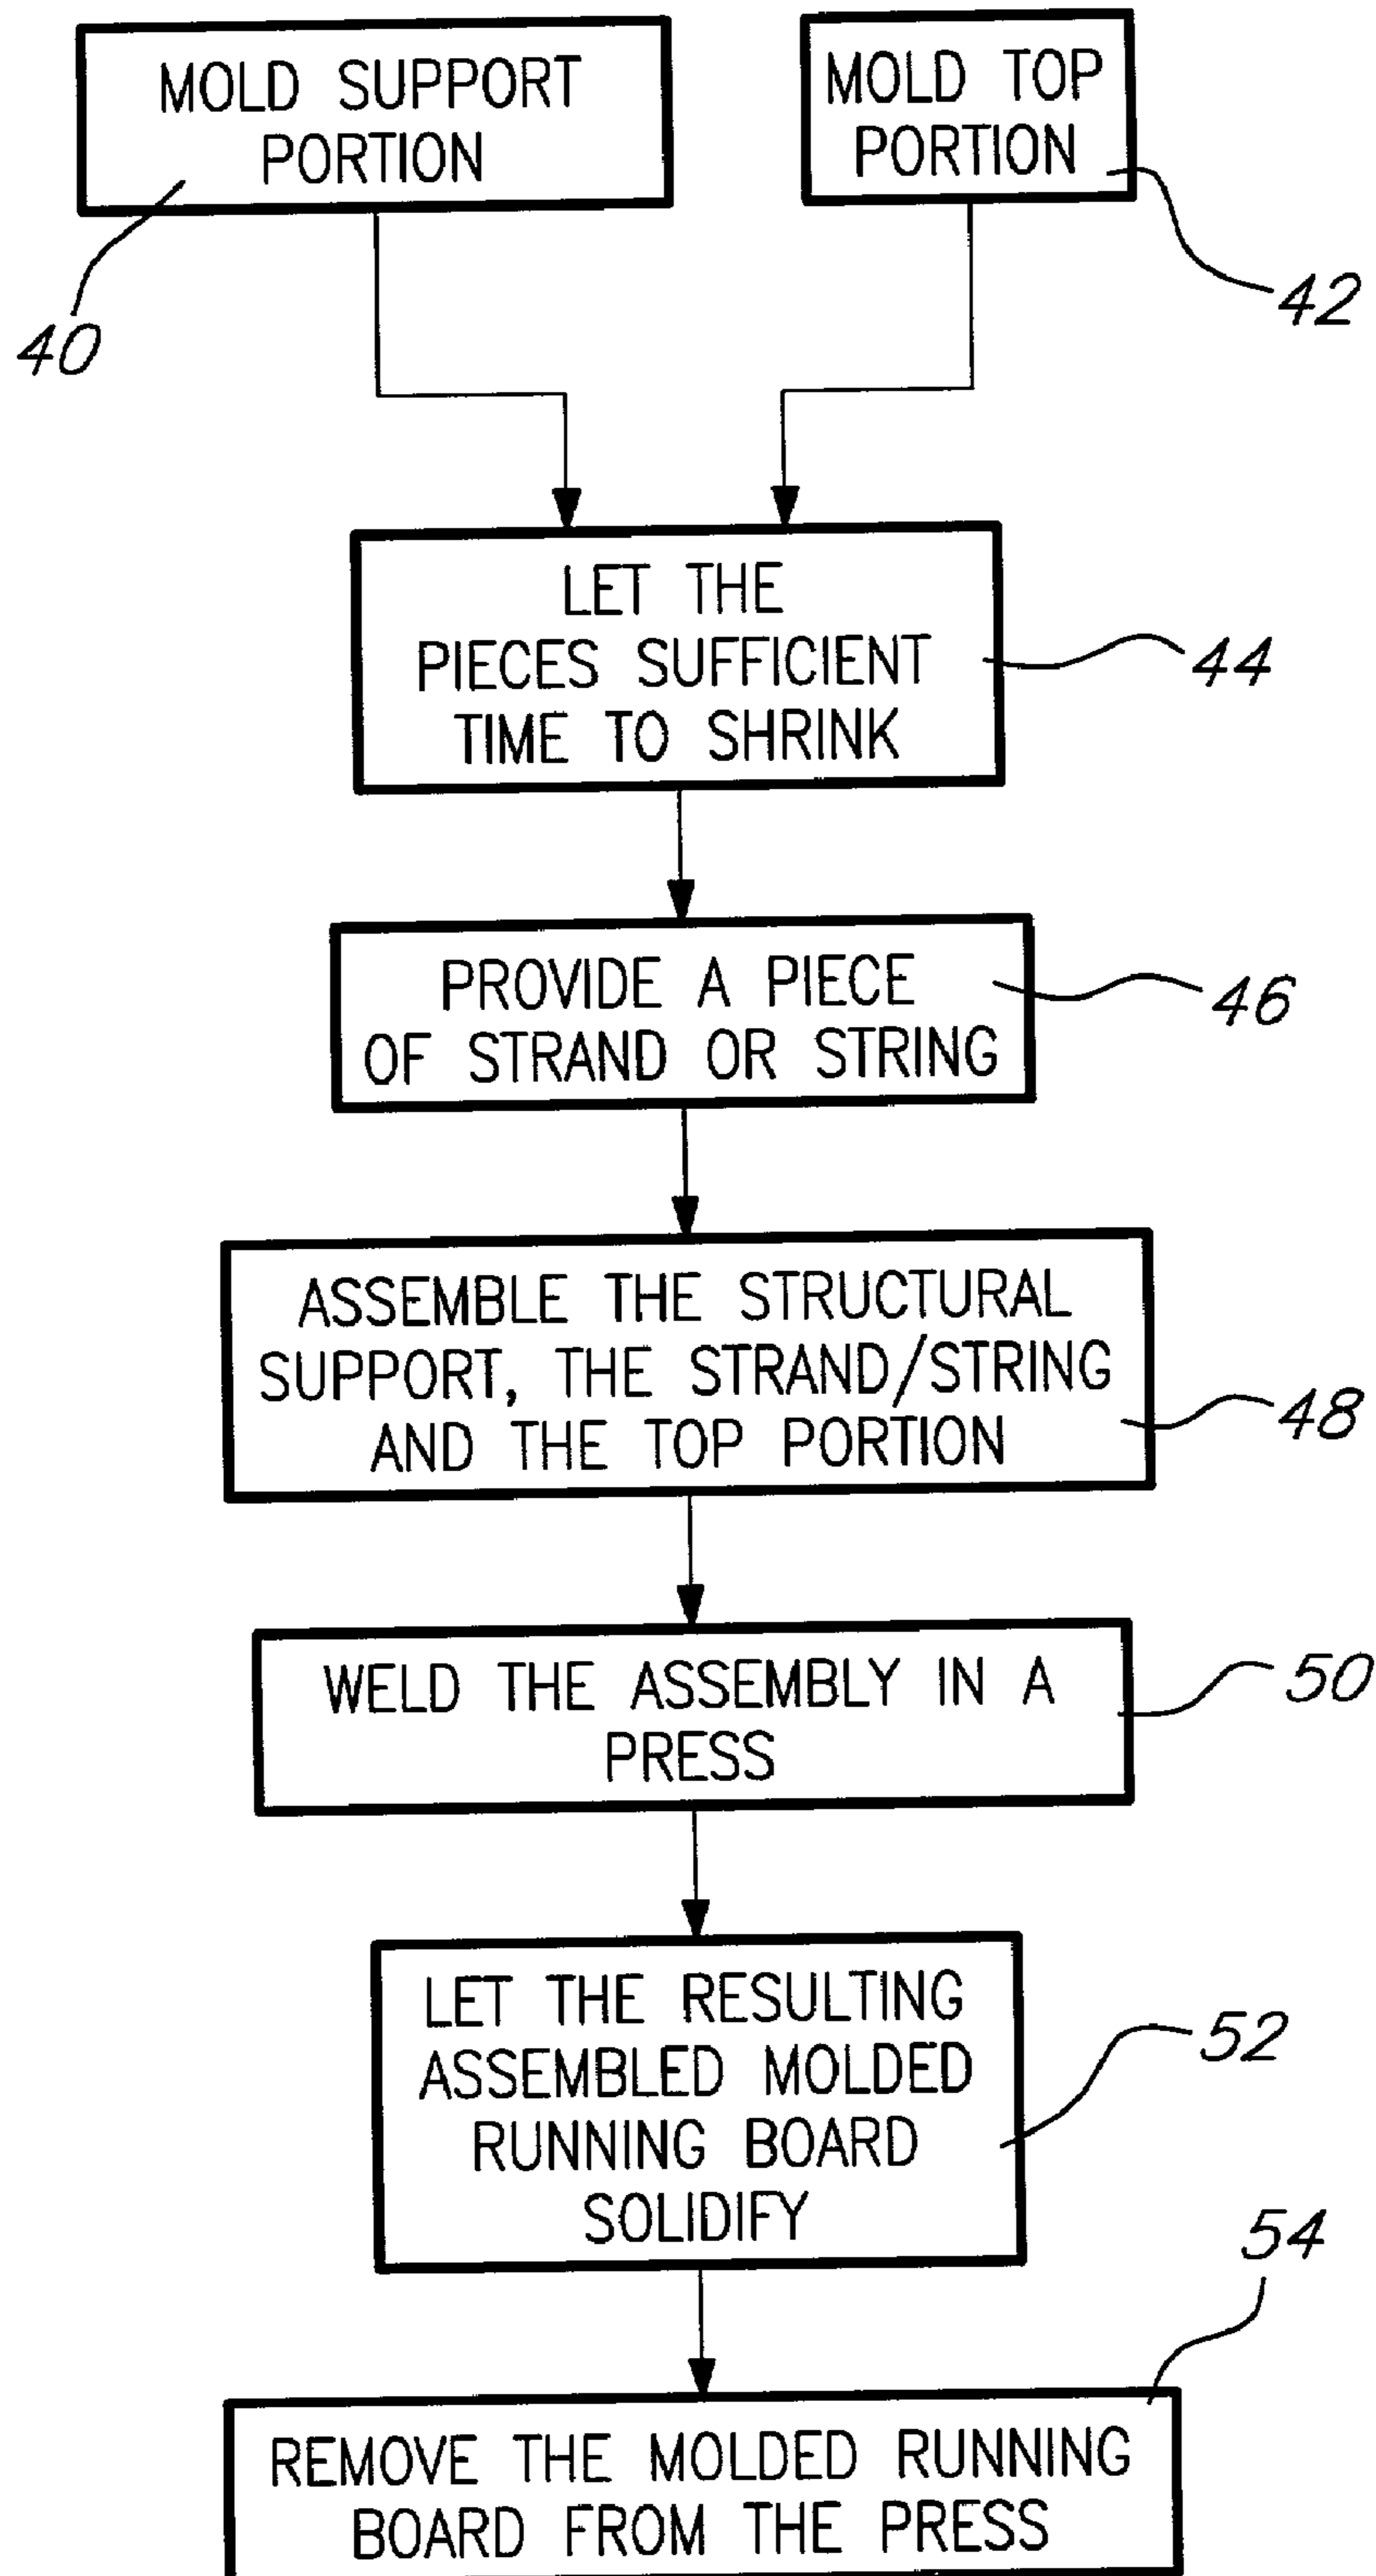 MOLD SUPPORT
PORTION
40
MOLD TOP
PORTION
42
LET THE
PIECES SUFFICIENT
TIME TO SHRINK
44
PROVIDE A PIECE
OF STRAND OR STRING
46
ASSEMBLE THE STRUCTURAL
SUPPORT, THE STRAND/STRING
AND THE TOP PORTION
48
WELD THE ASSEMBLY IN A
PRESS
50
LET THE RESULTING
ASSEMBLED MOLDED
RUNNING BOARD
SOLIDIFY
52
54
REMOVE THE MOLDED RUNNING
BOARD FROM THE PRESS